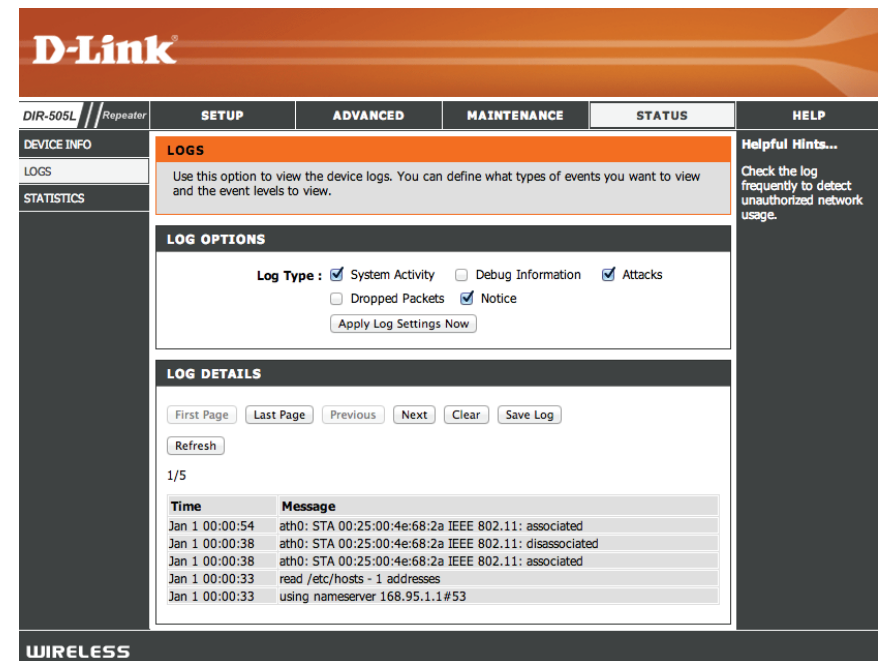 D-Link®
DIR-505L // Repeater
SETUP
ADVANCED
MAINTENANCE
STATUS
HELP
DEVICE INFO
LOGS
STATISTICS
LOGS
Use this option to view the device logs. You can define what types of events you want to view
and the event levels to view.
LOG OPTIONS
Log Type : System Activity Debug Information Attacks
Dropped Packets Notice
Apply Log Settings Now
LOG DETAILS
First Page Last Page Previous Next Clear Save Log
Refresh
1/5
Time Message
Jan 1 00:00:54 ath0: STA 00:25:00:4e:68:2a IEEE 802.11: associated
Jan 1 00:00:38 ath0: STA 00:25:00:4e:68:2a IEEE 802.11: disassociated
Jan 1 00:00:38 ath0: STA 00:25:00:4e:68:2a IEEE 802.11: associated
Jan 1 00:00:33 read /etc/hosts - 1 addresses
Jan 1 00:00:33 using nameserver 168.95.1.1#53
Helpful Hints...
Check the log
frequently to detect
unauthorized network
usage.
WIRELESS